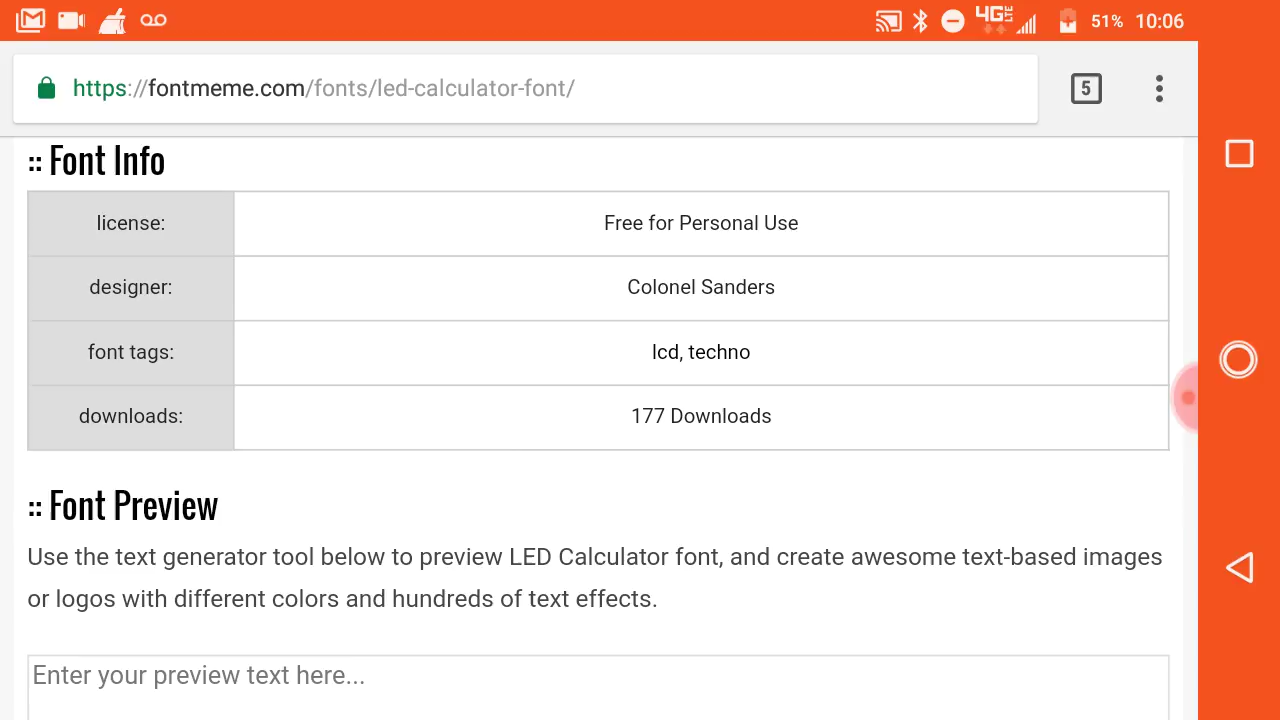 4G LTE 51% 10:06
https://fontmeme.com/fonts/led-calculator-font/ 5
:: Font Info
license: Free for Personal Use
designer: Colonel Sanders
font tags: lcd, techno
downloads: 177 Downloads
:: Font Preview
Use the text generator tool below to preview LED Calculator font, and create awesome text-based images
or logos with different colors and hundreds of text effects.
Enter your preview text here...